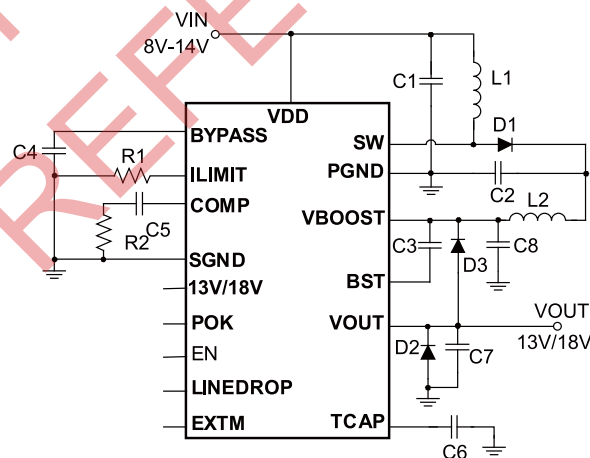 VIN
8V-14V
C1
L1
VDD
BYPASS
SW
D1
C4
R1
ILIMIT
PGND
C2
COMP
C5
R2
VBOOST
L2
C3
C8
D3
SGND
13V/18V
BST
POK
VOUT
VOUT
13V/18V
D2
C7
EN
LINEDROP
EXTM
TCAP
C6